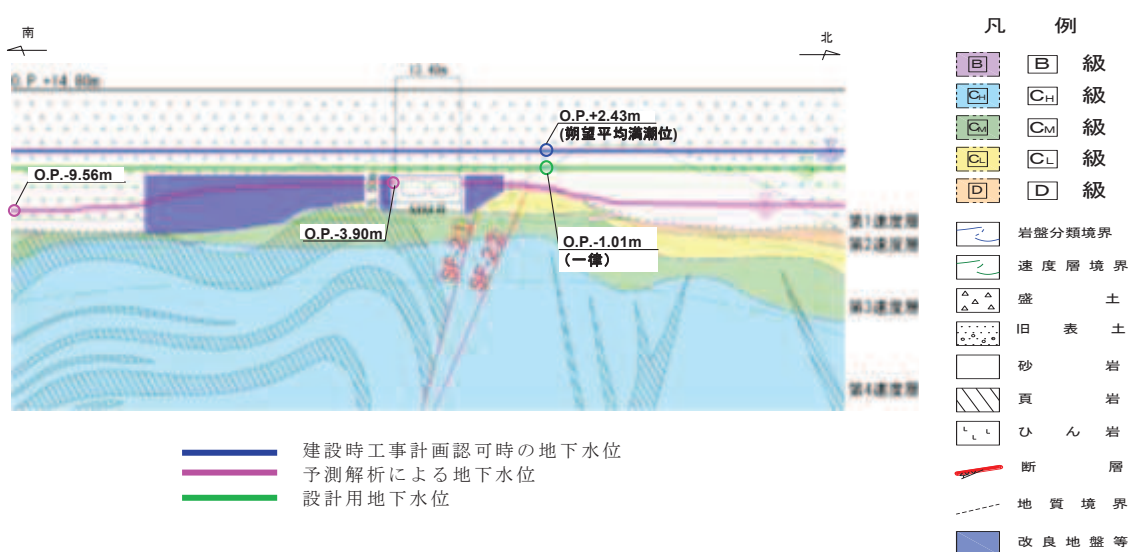 南
北
O.P.+14.80m
13.40m
O.P.+2.43m
(朔望平均満潮位)
O.P.-9.56m
O.P.-3.90m
O.P.-1.01m
(一律)
MMR
SF-2(1)
第1速度層
第2速度層
第3速度層
第4速度層
建設時工事計画認可時の地下水位
予測解析による地下水位
設計用地下水位
凡 例
B B 級
CH CH 級
CM CM 級
CL CL 級
D D 級
岩盤分類境界
速度層境界
盛土
旧表土
砂岩
頁岩
ひん岩
断層
地質境界
改良地盤等